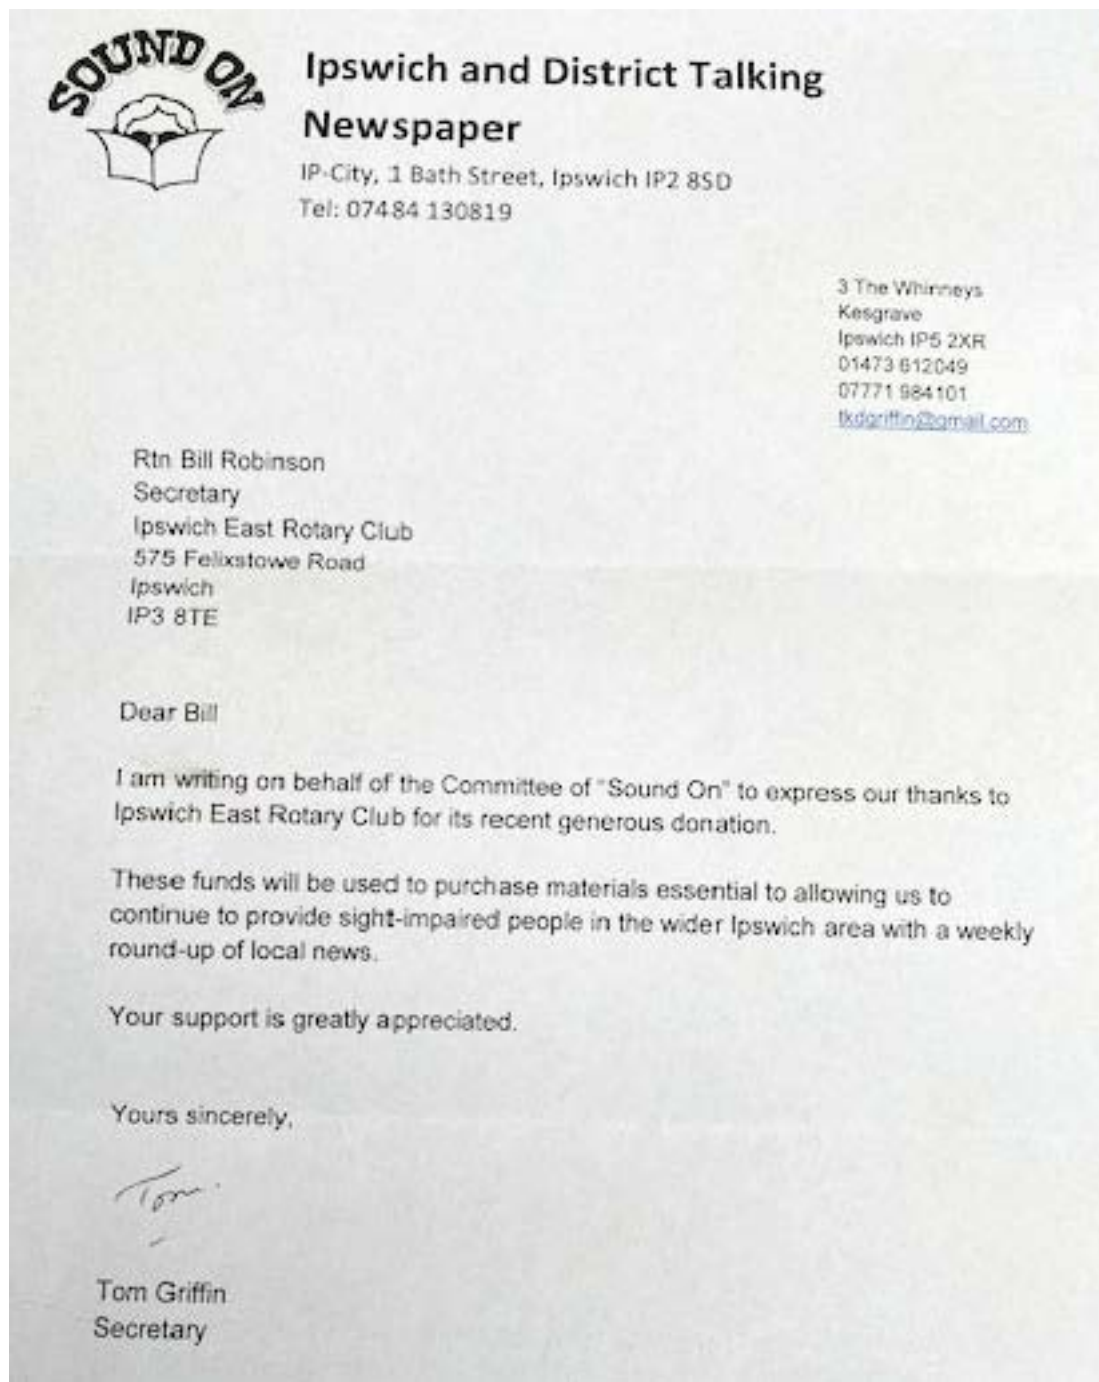 SOUND ON
Ipswich and District Talking
Newspaper
IP-City, 1 Bath Street, Ipswich IP2 8SD
Tel: 07484 130819
3 The Whinneys
Kesgrave
Ipswich IP5 2XR
01473 612049
07771 984101
tkdgriffin@gmail.com
Rtn Bill Robinson
Secretary
Ipswich East Rotary Club
575 Felixstowe Road
Ipswich
IP3 8TE
Dear Bill
I am writing on behalf of the Committee of "Sound On" to express our thanks to
Ipswich East Rotary Club for its recent generous donation.
These funds will be used to purchase materials essential to allowing us to
continue to provide sight-impaired people in the wider Ipswich area with a weekly
round-up of local news.
Your support is greatly appreciated.
Yours sincerely,
Tom
Tom Griffin
Secretary